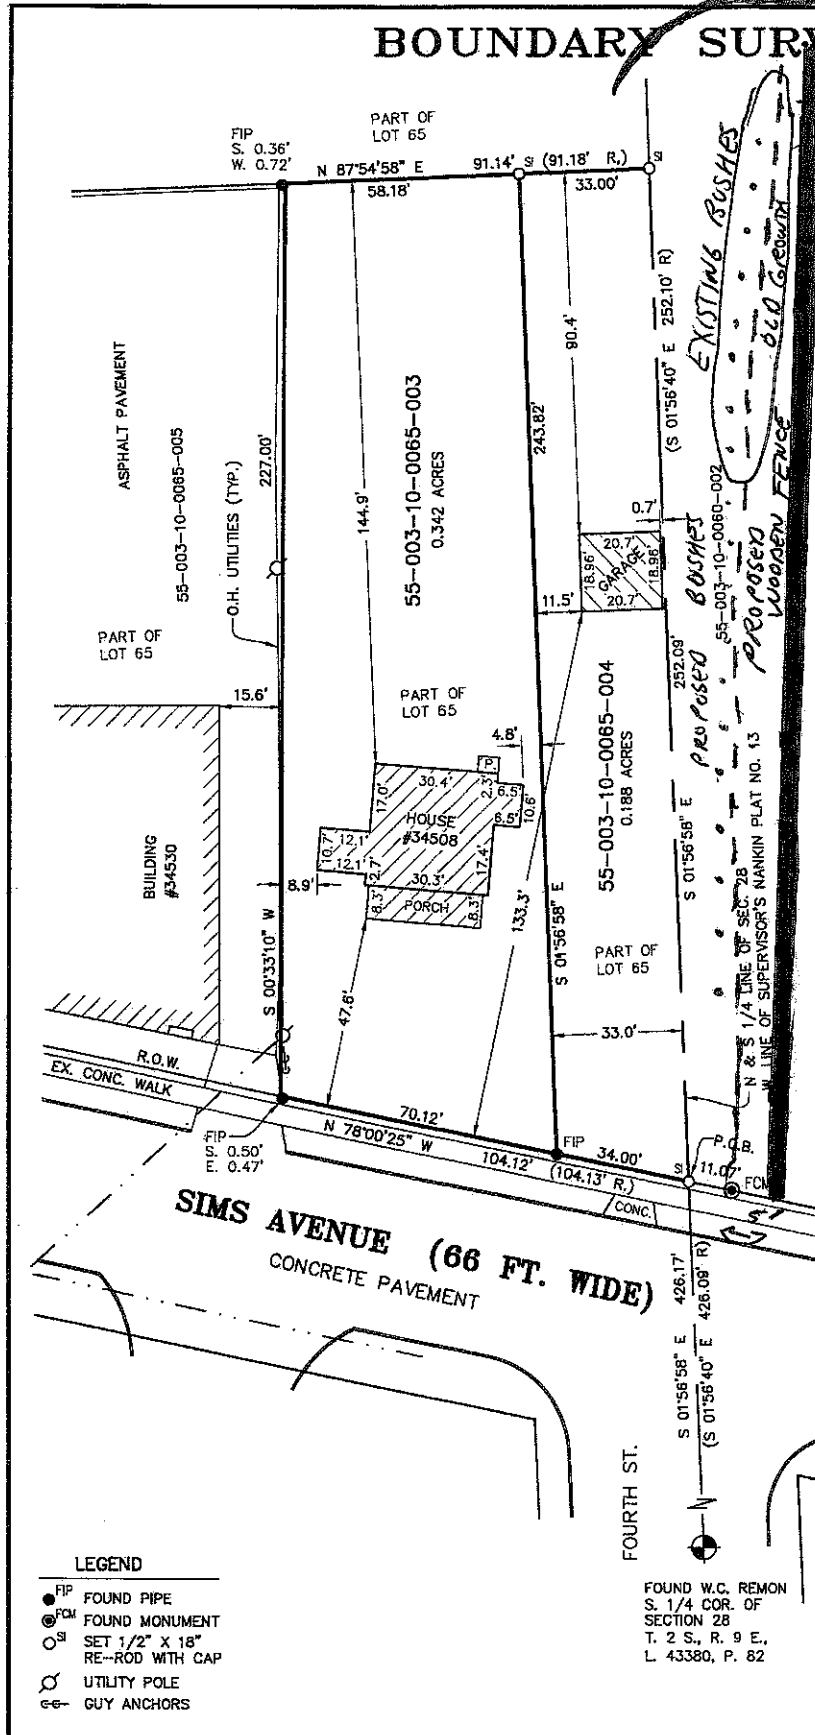 BOUNDARY SURV
PART OF
LOT 65
FIP
S. 0.36'
W. 0.72'
N 87°54'58" E
91.14'
SI
(91.18' R.)
SI
58.18'
33.00'
EXISTING BUSHES
OLD GROWTH
(S 01°56'40" E 252.10' R)
90.4'
ASPHALT PAVEMENT
55-003-10-0065-005
227.00'
O.H. UTILITIES (TYP.)
144.9'
55-003-10-0065-003
0.342 ACRES
243.82'
0.7'
20.7'
18.96'
GARAGE
18.96'
20.7'
11.5'
PROPOSED BUSHES
55-003-10-0060-002
PROPOSED
WOODEN FENCE
PART OF
LOT 65
15.6'
PART OF
LOT 65
252.09'
55-003-10-0065-004
0.188 ACRES
4.8'
P.
30.4'
2.3'
6.5'
17.0'
10.6'
HOUSE
#34508
6.5'
10.7'
12.1'
12.1'
2.7'
17.4'
30.3'
8.9'
8.3'
PORCH
8.3'
BUILDING
#34530
133.3'
S 01°56'58" E
N & S 1/4 LINE OF SEC. 28
W. LINE OF SUPERVISOR'S NANKIN PLAT NO. 13
S 00°33'10" W
S 01°56'58" E
PART OF
LOT 65
47.6'
33.0'
R.O.W.
EX. CONC. WALK
70.12'
FIP
S. 0.50'
E. 0.47'
N 78°00'25" W
FIP
34.00'
P.O.B.
104.12'
(104.13' R.)
SI
11.07'
FCM
CONC.
SIMS AVENUE (66 FT. WIDE)
CONCRETE PAVEMENT
S 01°56'58" E 426.17'
(S 01°56'40" E 426.09' R)
FOURTH ST.
N
LEGEND
FIP FOUND PIPE
FCM FOUND MONUMENT
SI SET 1/2" X 18"
RE-ROD WITH CAP
UTILITY POLE
GUY ANCHORS
FOUND W.C. REMON
S. 1/4 COR. OF
SECTION 28
T. 2 S., R. 9 E.,
L. 43380, P. 82